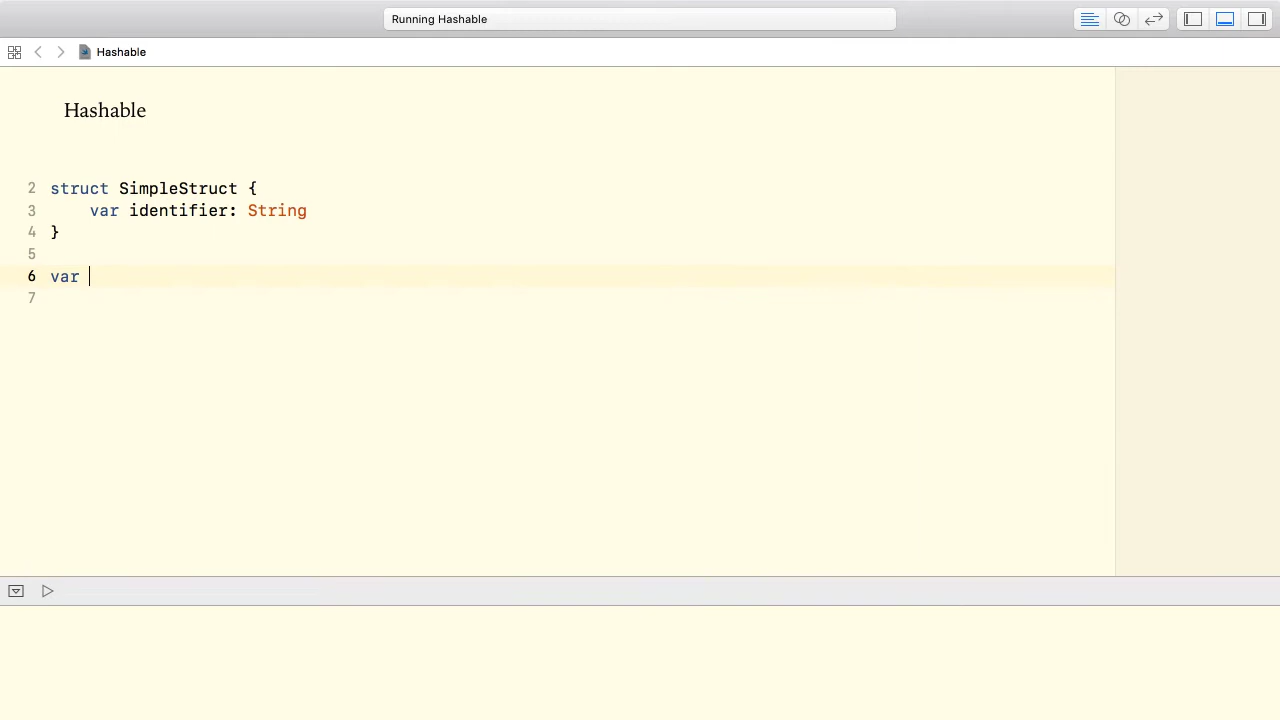 Running Hashable
Hashable
Hashable
2 struct SimpleStruct {
3     var identifier: String
4 }
5
6 var
7